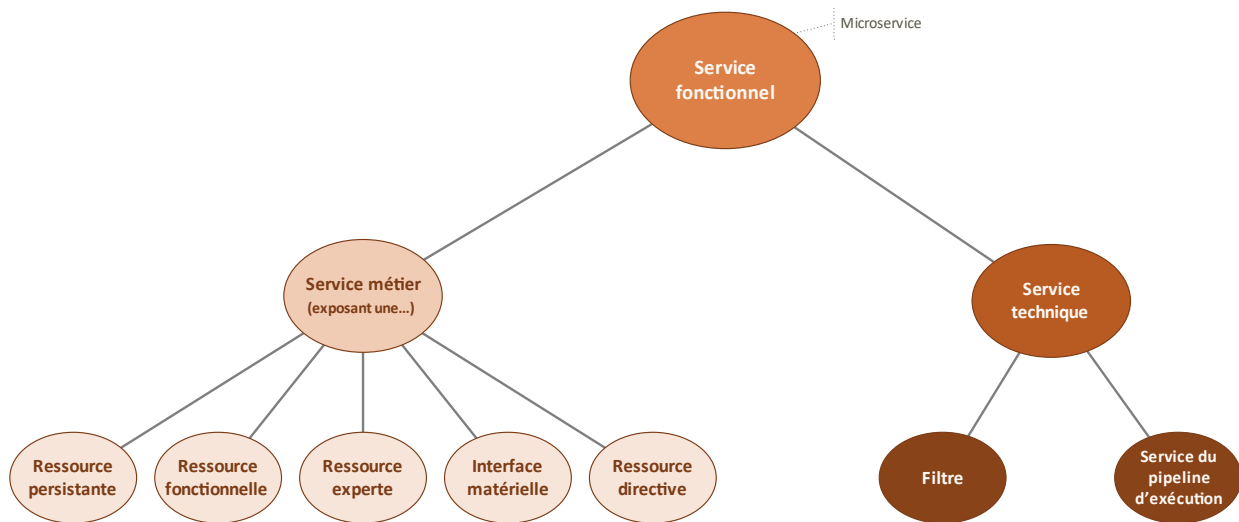 Microservice
Service
fonctionnel
Service métier
(exposant une...)
Service
technique
Ressource
persistante
Ressource
fonctionnelle
Ressource
experte
Interface
matérielle
Ressource
directive
Filtre
Service du
pipeline
d’exécution